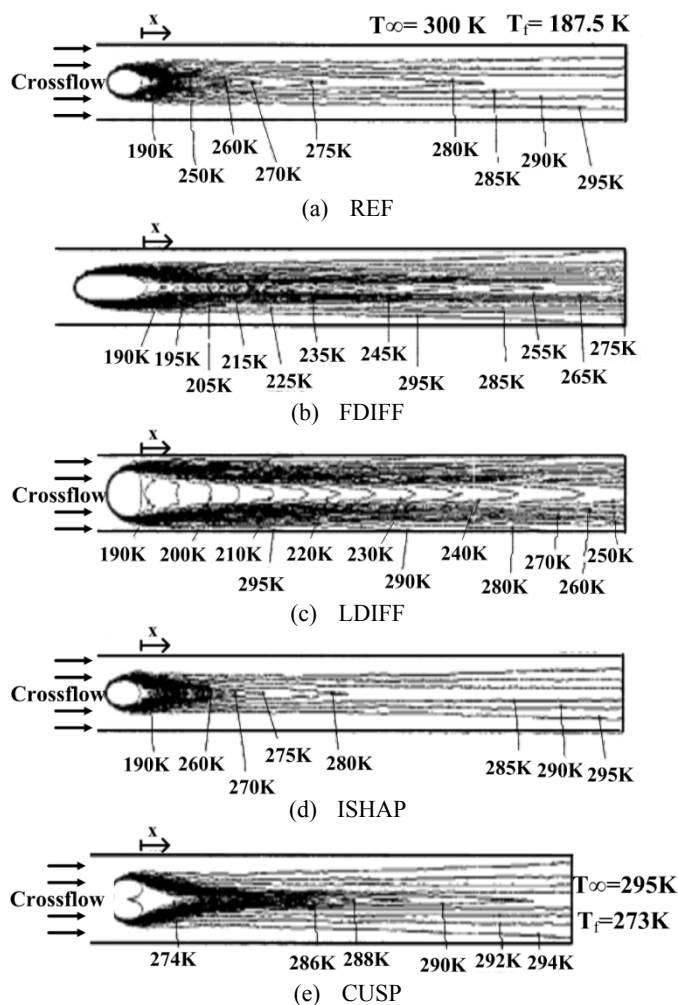 T∞= 300 K T_f= 187.5 K
x
Crossflow
190K 250K 260K 270K 275K 280K 285K 290K 295K
(a) REF
x
190K 195K 205K 215K 225K 235K 245K 295K 285K 255K 265K 275K
(b) FDIFF
x
Crossflow
190K 200K 210K 295K 220K 230K 290K 240K 280K 270K 260K 250K
(c) LDIFF
x
Crossflow
190K 260K 270K 275K 280K 285K 290K 295K
(d) ISHAP
x
T∞=295K
Crossflow
T_f=273K
274K 286K 288K 290K 292K 294K
(e) CUSP